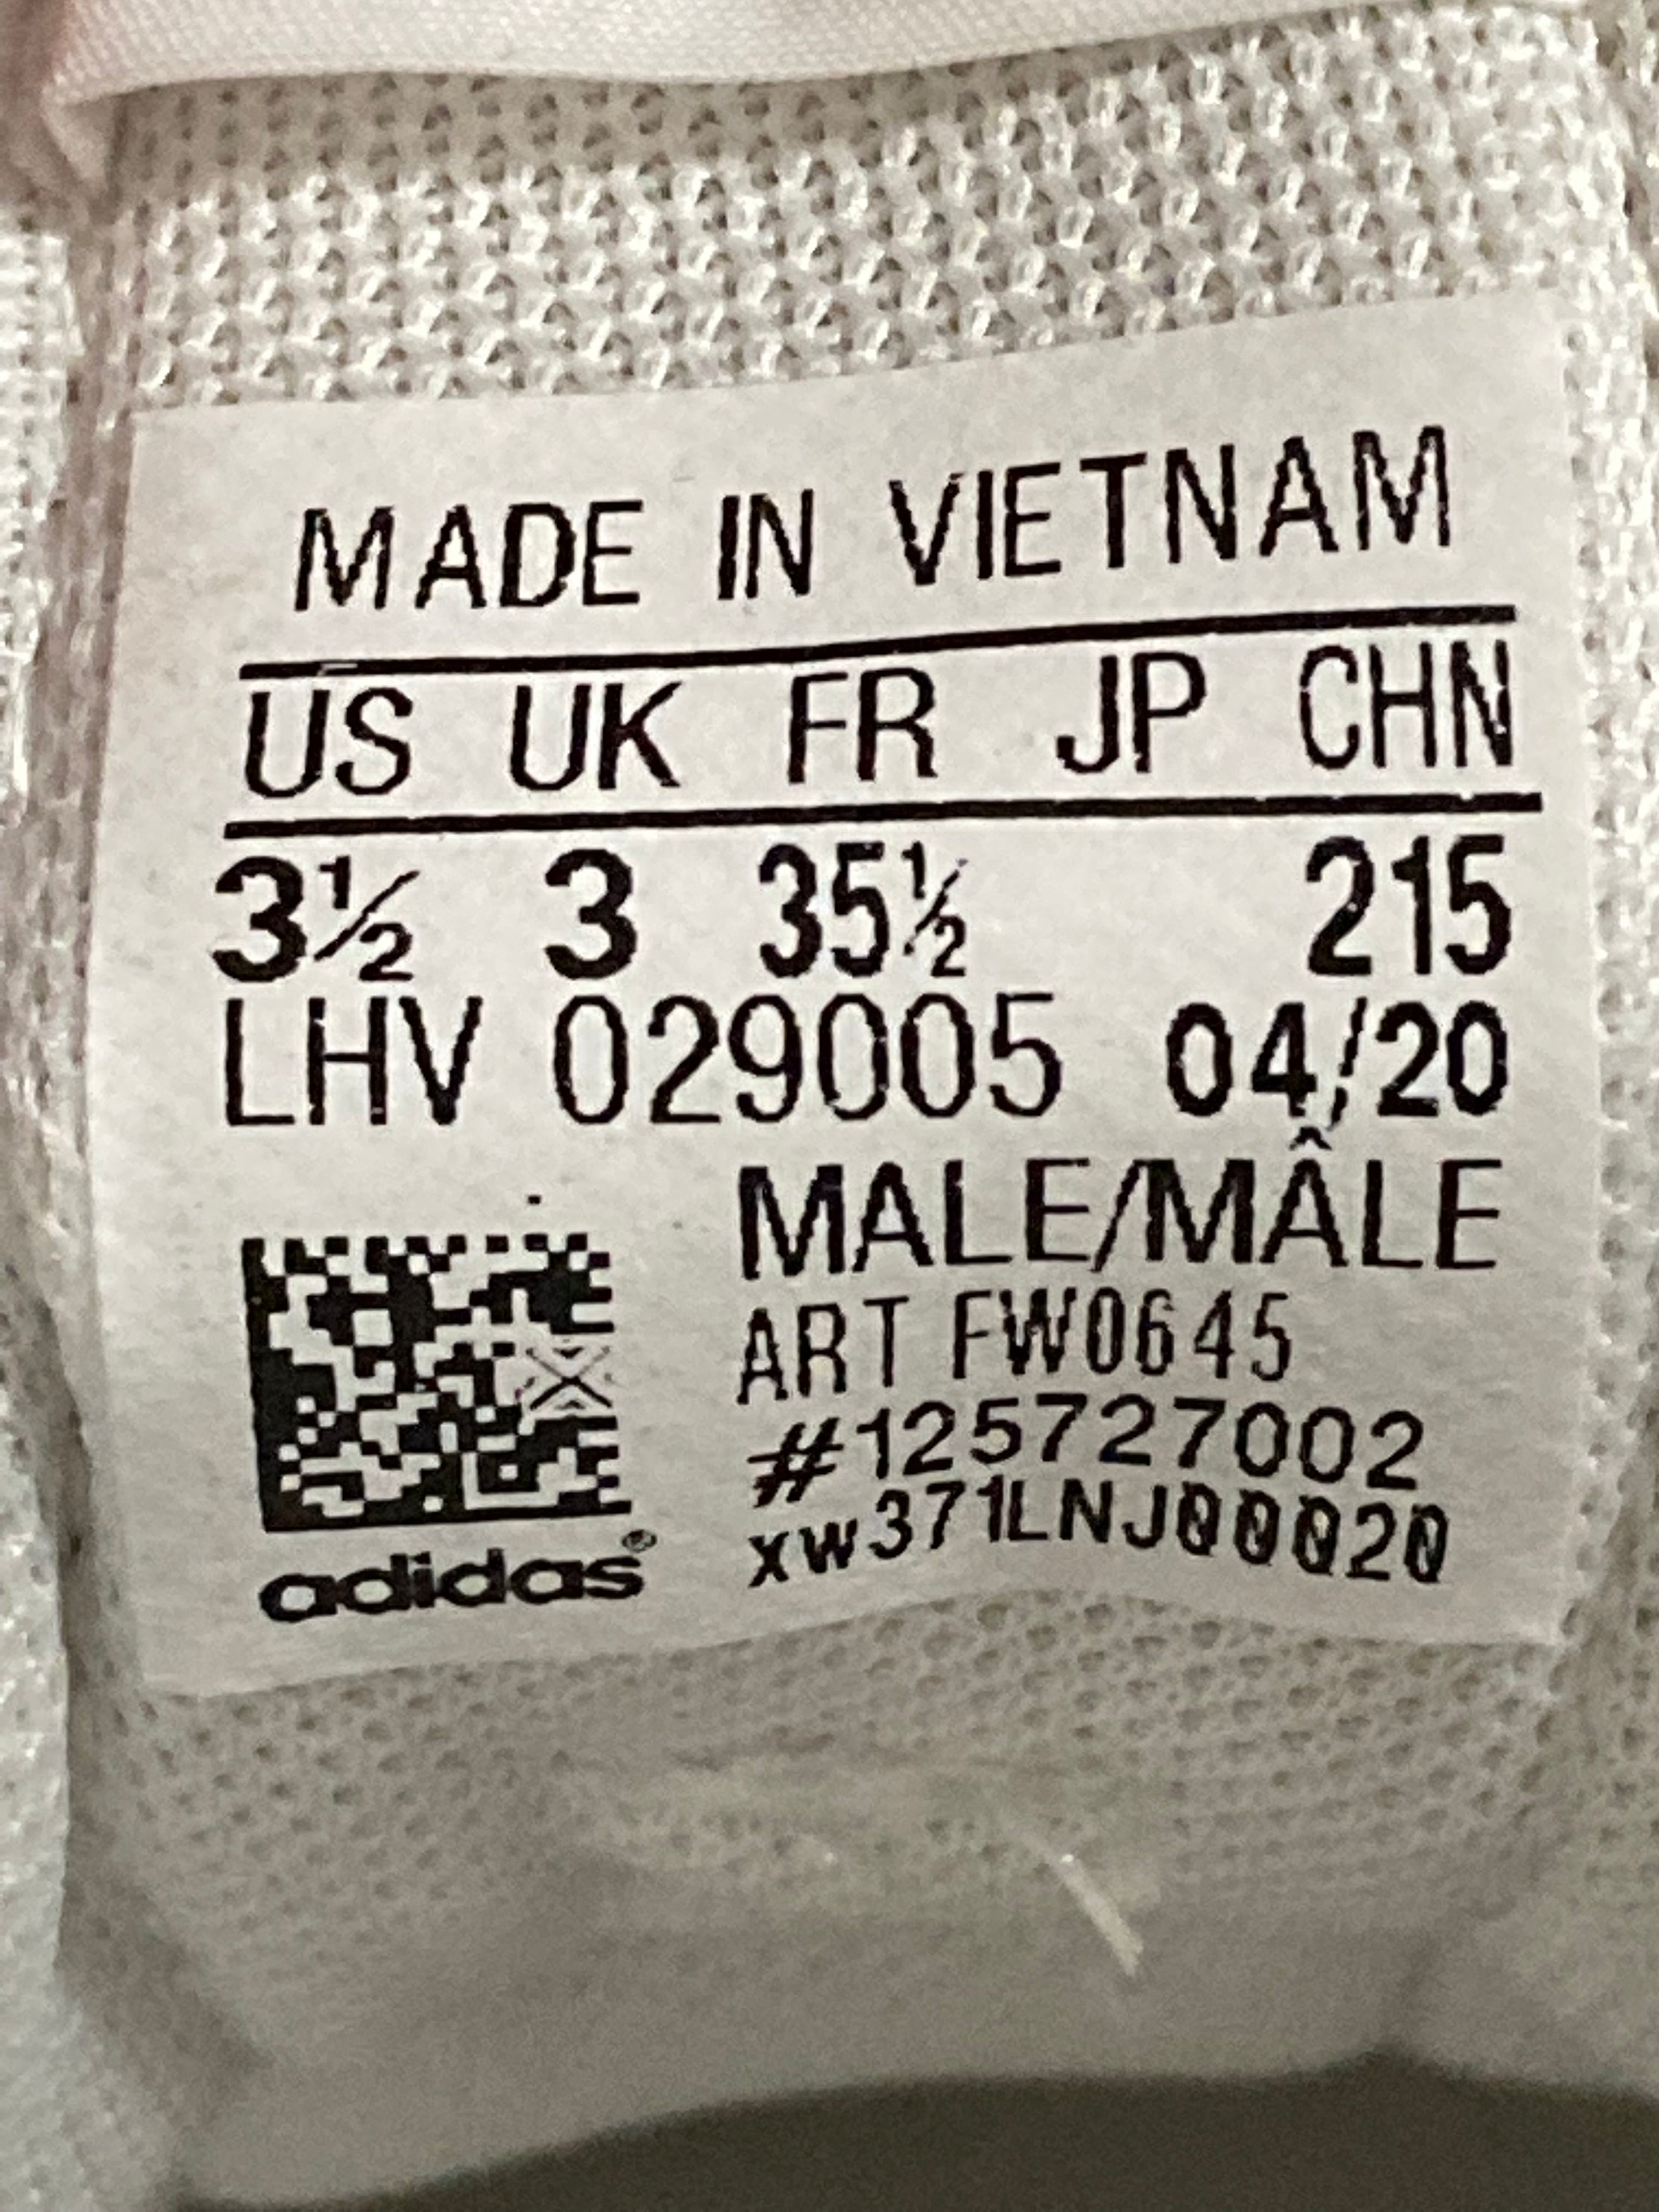 MADE IN VIETNAM
US UK FR JP CHN
3½ 3 35½ 215
LHV 029005 04/20
MALE/MÂLE
ART FW0645
#125727002
xw371LNJ00020
adidas®